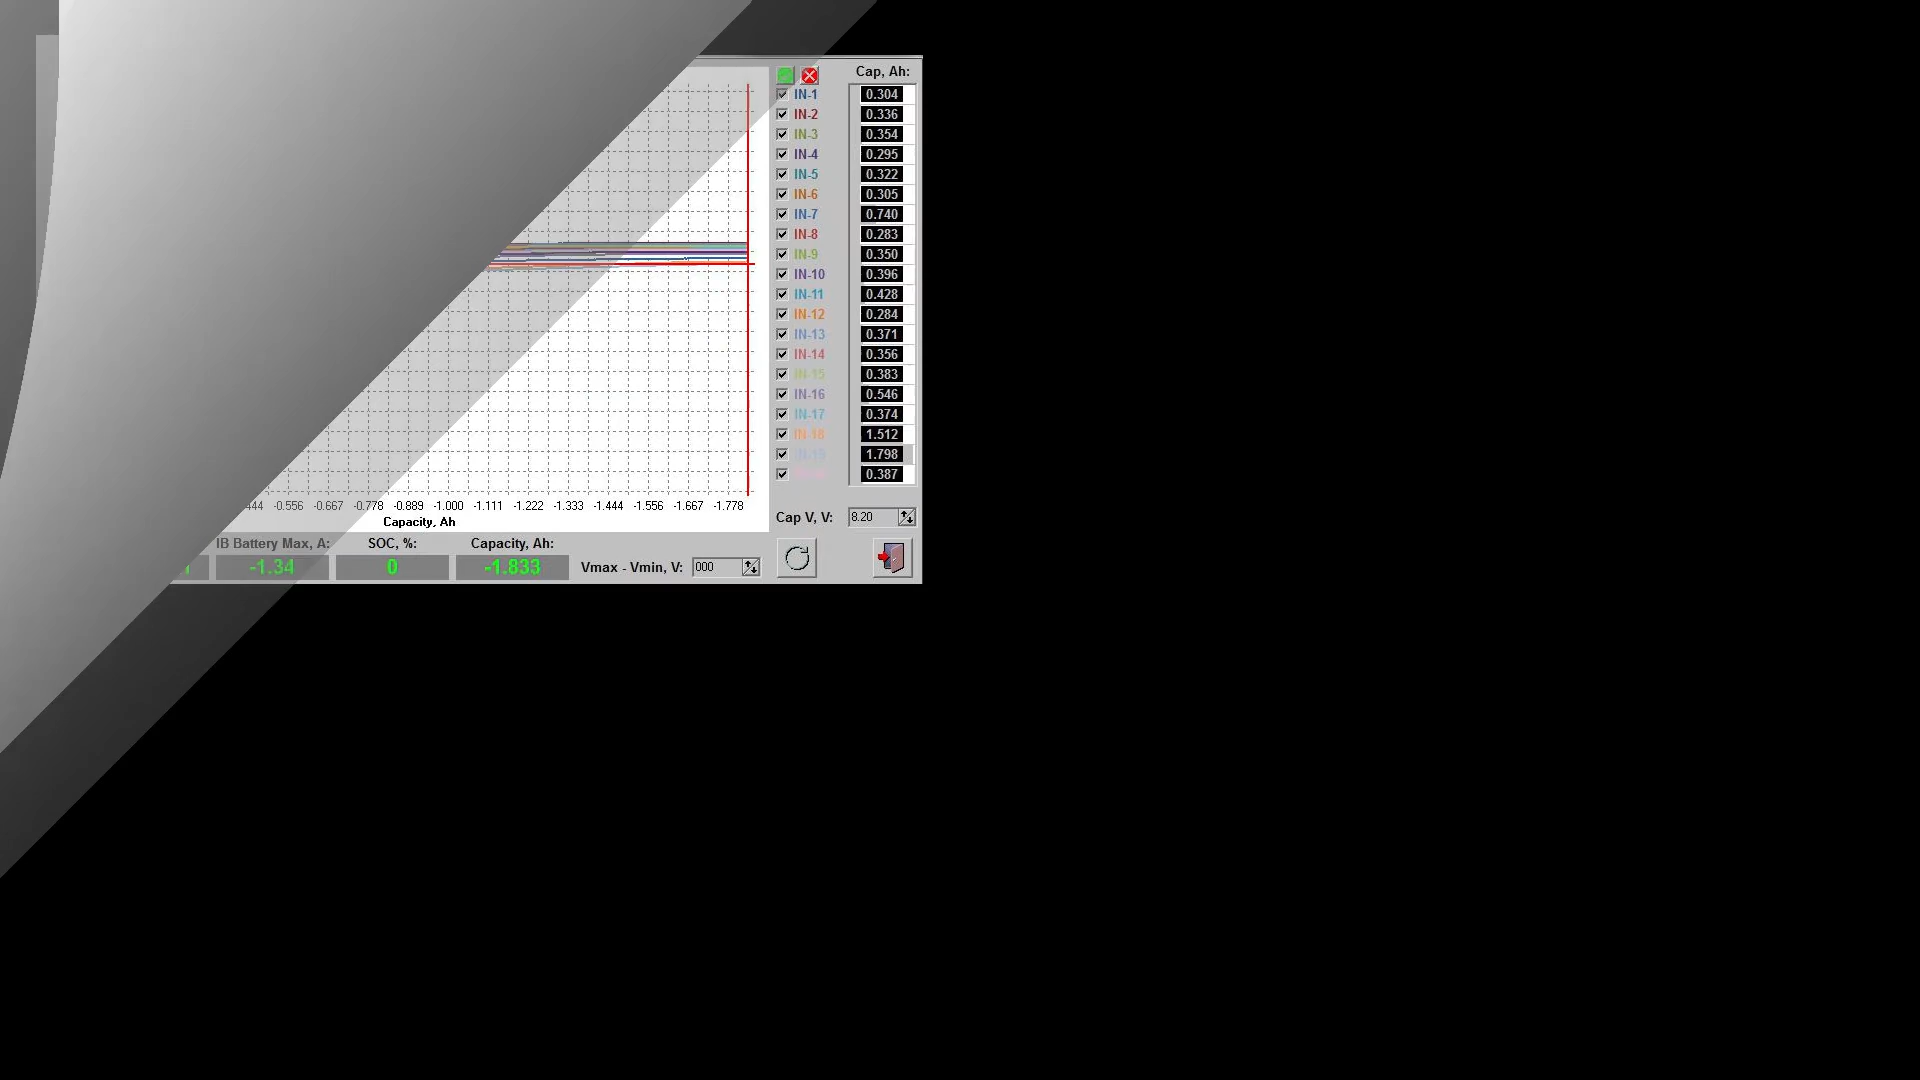 Cap, Ah:
IN-1 0.304
IN-2 0.336
IN-3 0.354
IN-4 0.295
IN-5 0.322
IN-6 0.305
IN-7 0.740
IN-8 0.283
IN-9 0.350
IN-10 0.396
IN-11 0.428
IN-12 0.284
IN-13 0.371
IN-14 0.356
IN-15 0.383
IN-16 0.546
IN-17 0.374
IN-18 1.512
IN-19 1.798
0.387
-0.556 -0.667 -0.778 -0.889 -1.000 -1.111 -1.222 -1.333 -1.444 -1.556 -1.667 -1.778
Capacity, Ah
Cap V, V: 8.20
IB Battery Max, A: SOC, %: Capacity, Ah:
-1.34 0 -1.833 Vmax - Vmin, V: 000